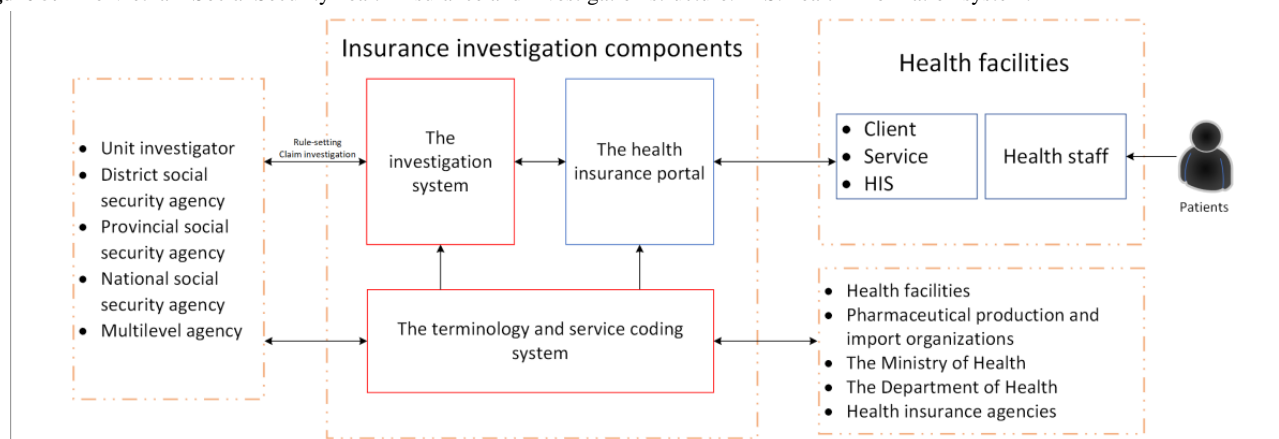 Insurance investigation components
Health facilities
• Unit investigator
• District social
security agency
• Provincial social
security agency
• National social
security agency
• Multilevel agency
Rule-setting
Claim investigation
The
investigation
system
The health
insurance portal
• Client
• Service
• HIS
Health staff
Patients
The terminology and service coding
system
• Health facilities
• Pharmaceutical production and
import organizations
• The Ministry of Health
• The Department of Health
• Health insurance agencies